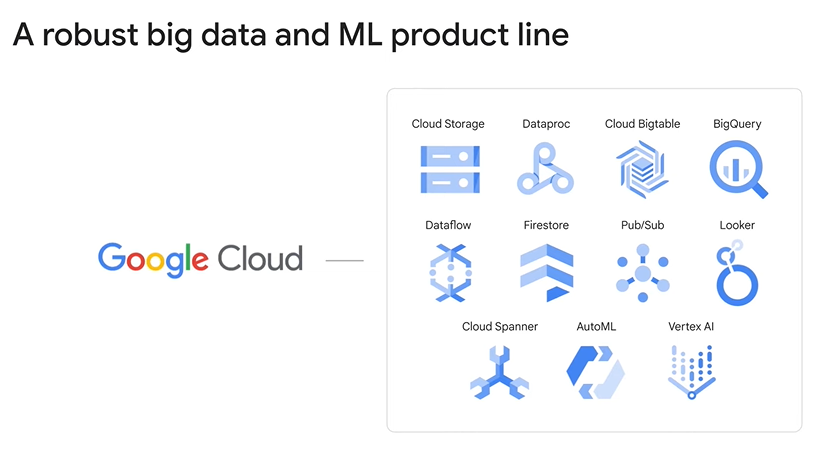 A robust big data and ML product line
Cloud Storage Dataproc Cloud Bigtable BigQuery
Dataflow Firestore Pub/Sub Looker
Google Cloud
Cloud Spanner AutoML Vertex AI